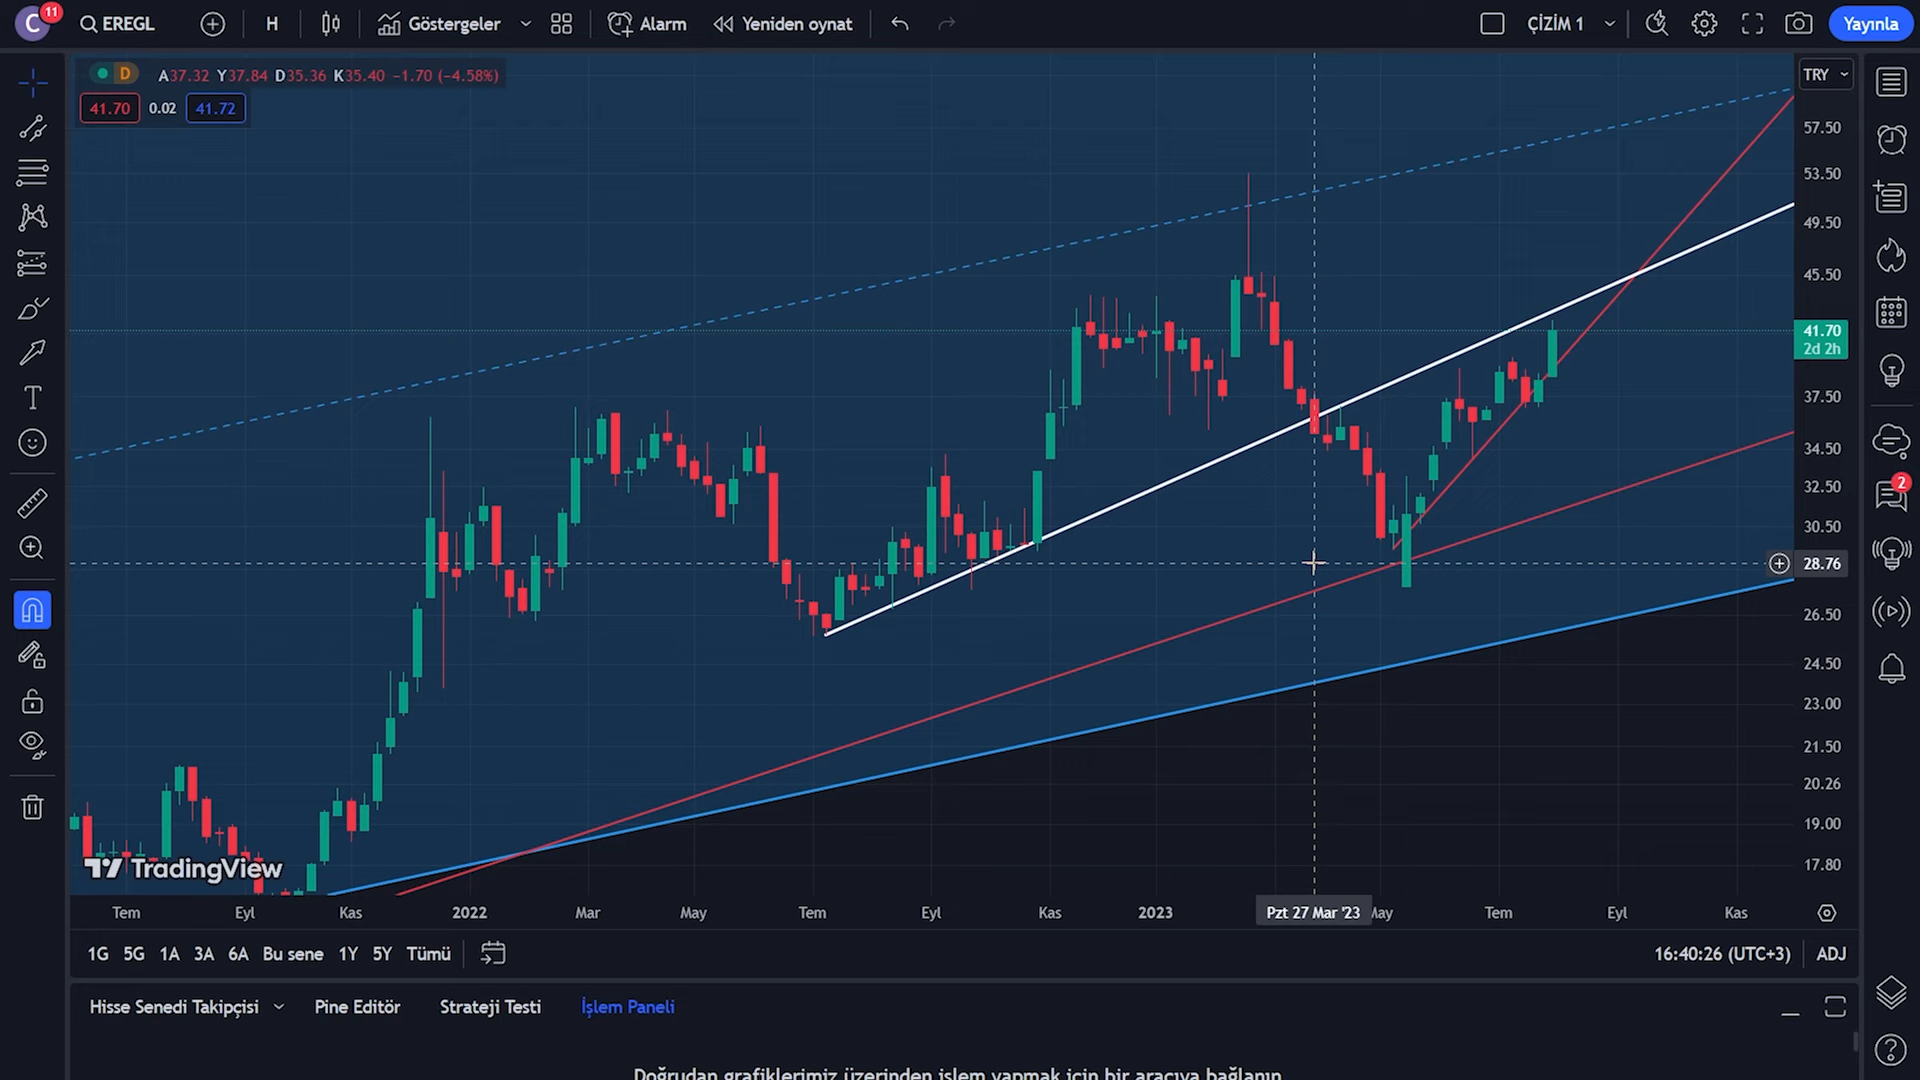 C 11 EREGL H Göstergeler Alarm Yeniden oynat ÇİZİM 1 Yayınla
D A37.32 Y37.84 D35.36 K35.40 −1.70 (−4.58%)
TRY
41.70 0.02 41.72
57.50
53.50
49.50
45.50
41.70
2d 2h
37.50
34.50
32.50
30.50
28.76
26.50
24.50
23.00
21.50
20.26
19.00
17.80
2
TradingView
Tem Eyl Kas 2022 Mar May Tem Eyl Kas 2023 Pzt 27 Mar '23 May Tem Eyl Kas
1G 5G 1A 3A 6A Bu sene 1Y 5Y Tümü 16:40:26 (UTC+3) ADJ
Hisse Senedi Takipçisi Pine Editör Strateji Testi İşlem Paneli
Doğrudan grafiklerimiz üzerinden işlem yapmak için bir aracıya bağlanın